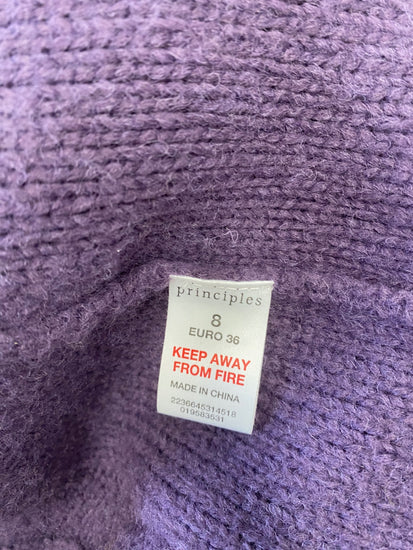 principles
8
EURO 36
KEEP AWAY
FROM FIRE
MADE IN CHINA
2236645314518
019583531